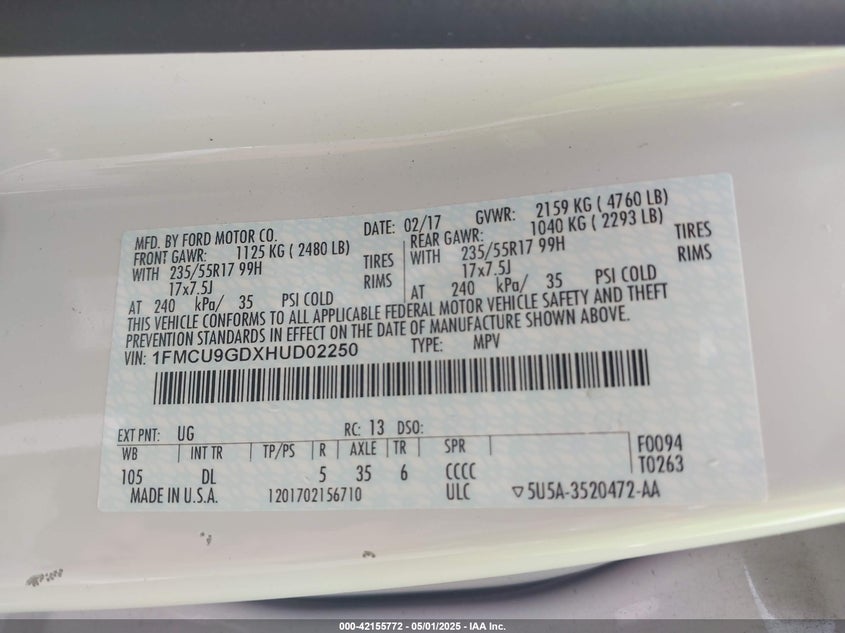 MFD. BY FORD MOTOR CO. DATE: 02/17 GVWR: 2159 KG ( 4760 LB)
FRONT GAWR: 1125 KG ( 2480 LB) REAR GAWR: 1040 KG ( 2293 LB)
WITH 235/55R17 99H TIRES WITH 235/55R17 99H TIRES
17x7.5J RIMS 17x7.5J RIMS
AT 240 kPa/ 35 PSI COLD AT 240 kPa/ 35 PSI COLD
THIS VEHICLE CONFORMS TO ALL APPLICABLE FEDERAL MOTOR VEHICLE SAFETY AND THEFT
PREVENTION STANDARDS IN EFFECT ON THE DATE OF MANUFACTURE SHOWN ABOVE.
VIN: 1FMCU9GDXHUD02250 TYPE: MPV
EXT PNT: UG RC: 13 DSO:
WB INT TR TP/PS R AXLE TR SPR F0094
105 DL 5 35 6 CCCC T0263
MADE IN U.S.A. 1201702156710 ULC ▽5U5A-3520472-AA
000-42155772 — 05/01/2025 — IAA Inc.